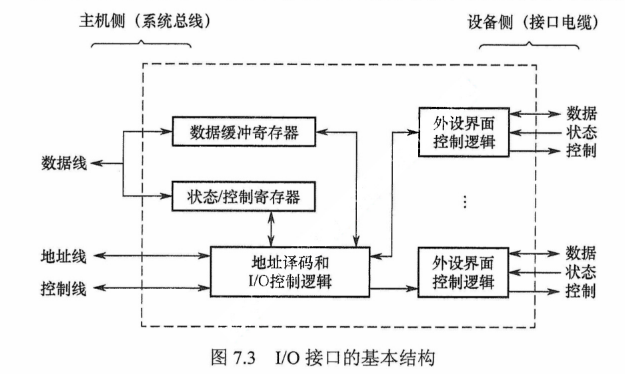 主机侧（系统总线）
设备侧（接口电缆）
数据缓冲寄存器
外设界面
控制逻辑
数据
状态
控制
数据线
状态/控制寄存器
⋮
地址线
控制线
地址译码和
I/O控制逻辑
外设界面
控制逻辑
数据
状态
控制
图 7.3 I/O 接口的基本结构